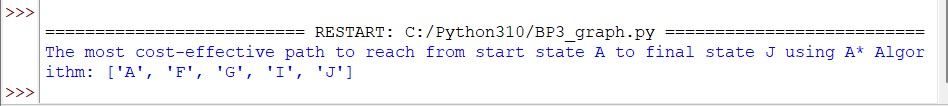 >>>
========================== RESTART: C:/Python310/BP3_graph.py ==========================
The most cost-effective path to reach from start state A to final state J using A* Algor
ithm: ['A', 'F', 'G', 'I', 'J']
>>>